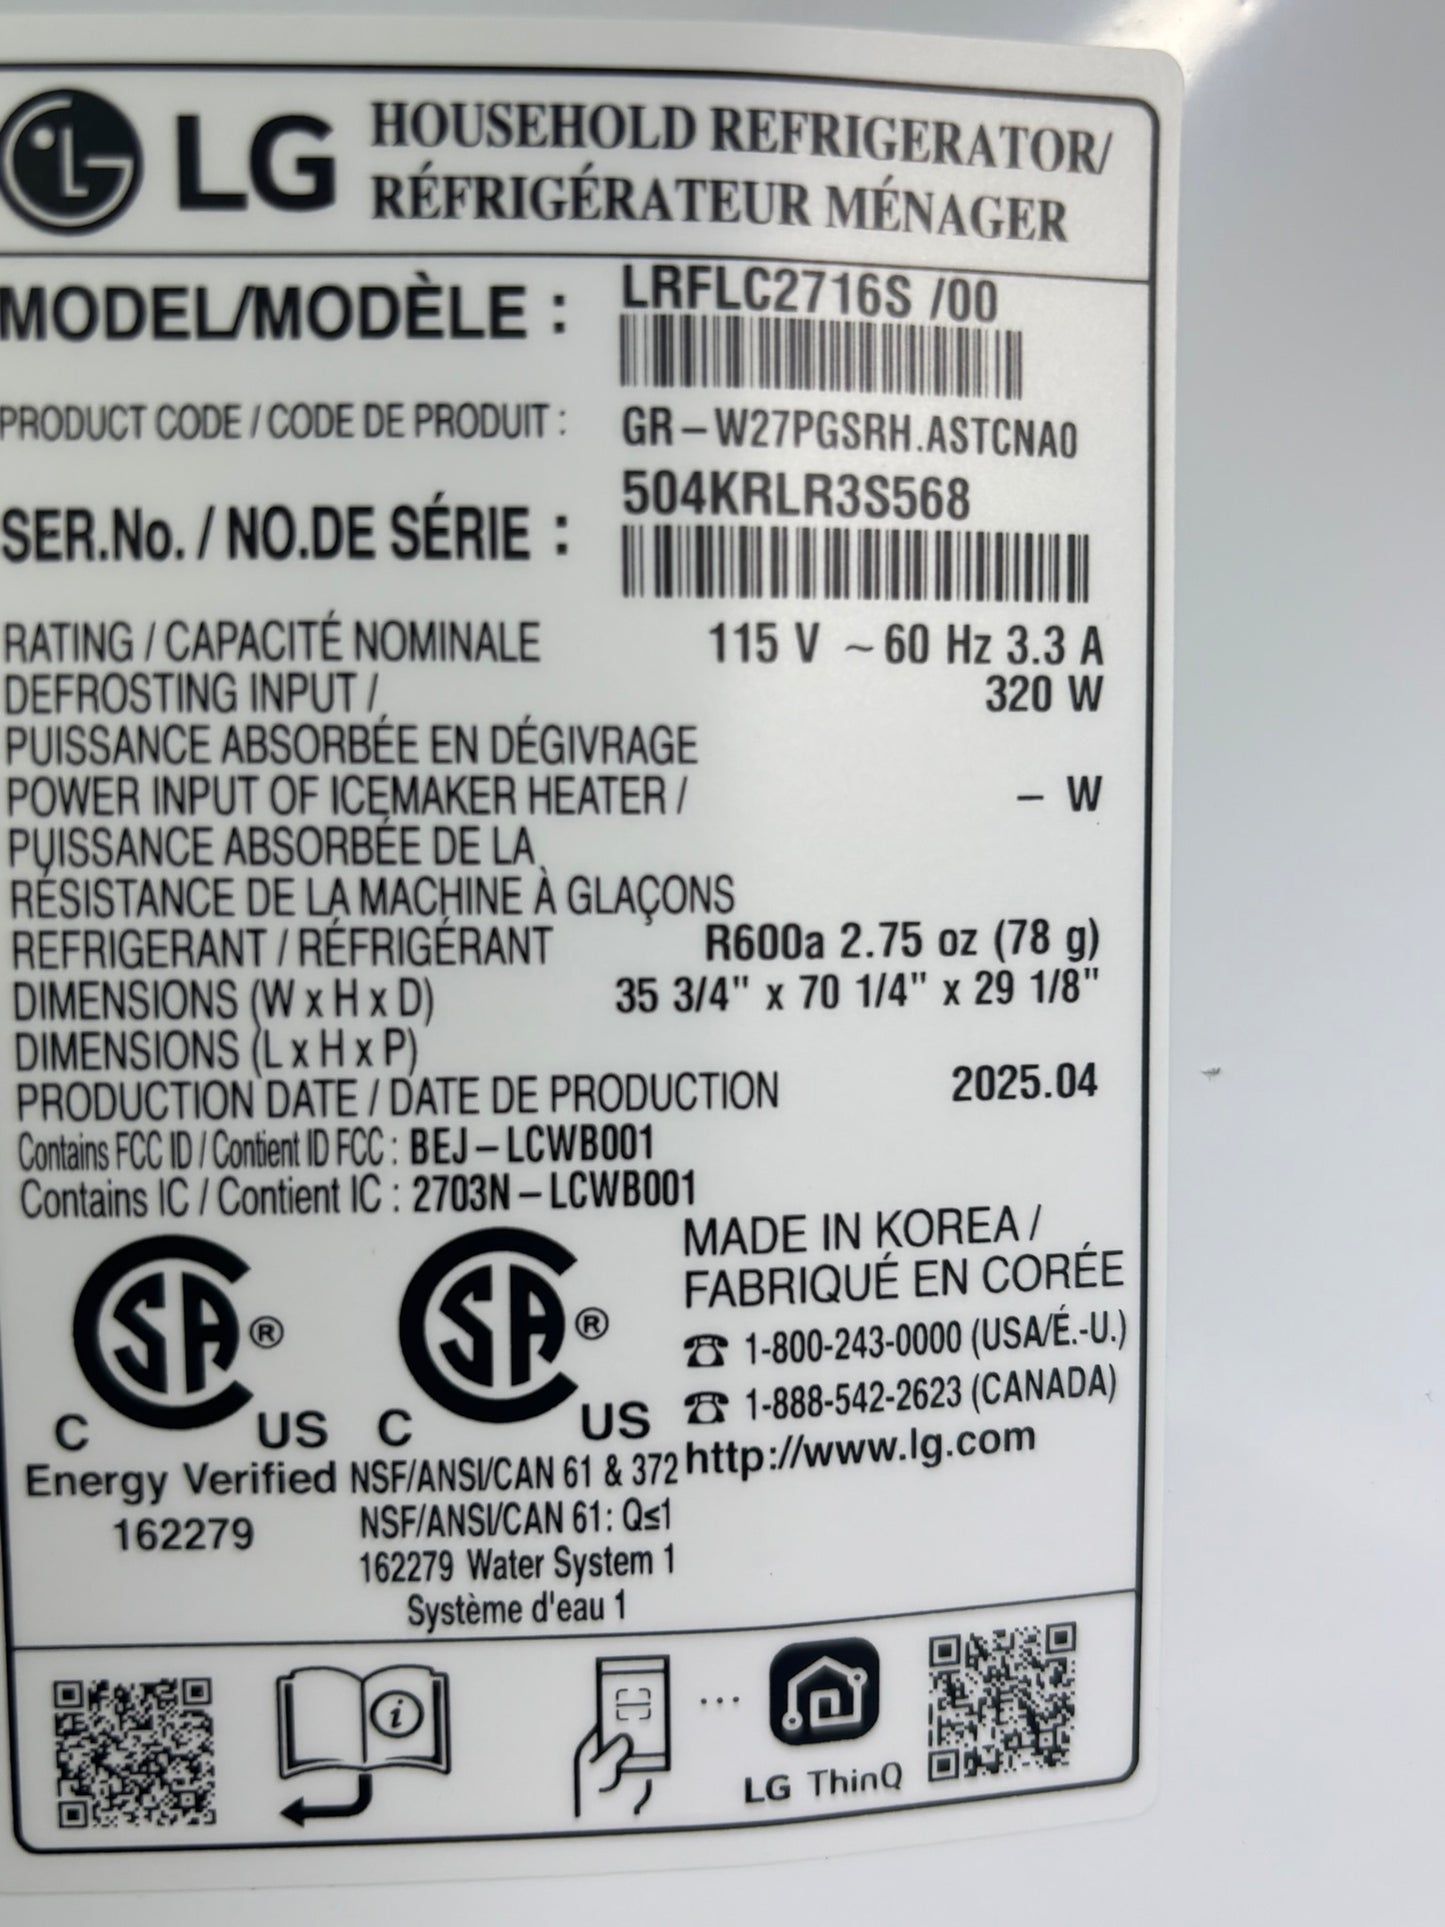 LG HOUSEHOLD REFRIGERATOR/
RÉFRIGÉRATEUR MÉNAGER
MODEL/MODÈLE : LRFLC2716S /00
PRODUCT CODE / CODE DE PRODUIT : GR-W27PGSRH.ASTCNA0
SER.No. / NO.DE SÉRIE : 504KRLR3S568
RATING / CAPACITÉ NOMINALE 115 V ~ 60 Hz 3.3 A
DEFROSTING INPUT / 320 W
PUISSANCE ABSORBÉE EN DÉGIVRAGE
POWER INPUT OF ICEMAKER HEATER / - W
PUISSANCE ABSORBÉE DE LA
RÉSISTANCE DE LA MACHINE À GLAÇONS
REFRIGERANT / RÉFRIGÉRANT R600a 2.75 oz (78 g)
DIMENSIONS (W x H x D) 35 3/4" x 70 1/4" x 29 1/8"
DIMENSIONS (L x H x P)
PRODUCTION DATE / DATE DE PRODUCTION 2025.04
Contains FCC ID / Contient ID FCC : BEJ-LCWB001
Contains IC / Contient IC : 2703N-LCWB001
SA ® C US
Energy Verified
162279
SA ® C US
NSF/ANSI/CAN 61 & 372
NSF/ANSI/CAN 61: Q≤1
162279 Water System 1
Système d'eau 1
MADE IN KOREA /
FABRIQUÉ EN CORÉE
☎ 1-800-243-0000 (USA/É.-U.)
☎ 1-888-542-2623 (CANADA)
http://www.lg.com
i
...
LG ThinQ